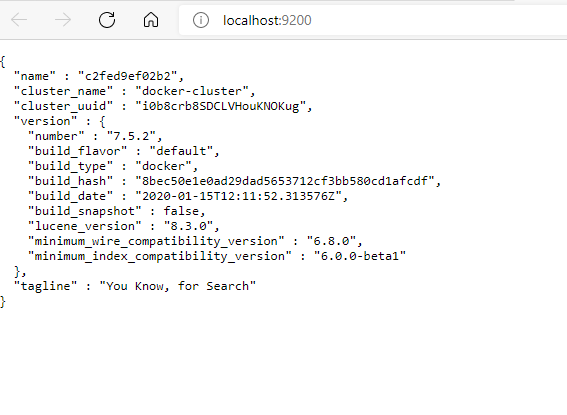 localhost:9200
{
  "name" : "c2fed9ef02b2",
  "cluster_name" : "docker-cluster",
  "cluster_uuid" : "i0b8crb8SDCLVHouKNOKug",
  "version" : {
    "number" : "7.5.2",
    "build_flavor" : "default",
    "build_type" : "docker",
    "build_hash" : "8bec50e1e0ad29dad5653712cf3bb580cd1afcdf",
    "build_date" : "2020-01-15T12:11:52.313576Z",
    "build_snapshot" : false,
    "lucene_version" : "8.3.0",
    "minimum_wire_compatibility_version" : "6.8.0",
    "minimum_index_compatibility_version" : "6.0.0-beta1"
  },
  "tagline" : "You Know, for Search"
}